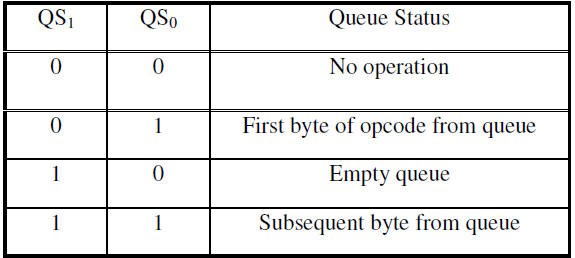 QS₁ QS₀ Queue Status
0 0 No operation
0 1 First byte of opcode from queue
1 0 Empty queue
1 1 Subsequent byte from queue